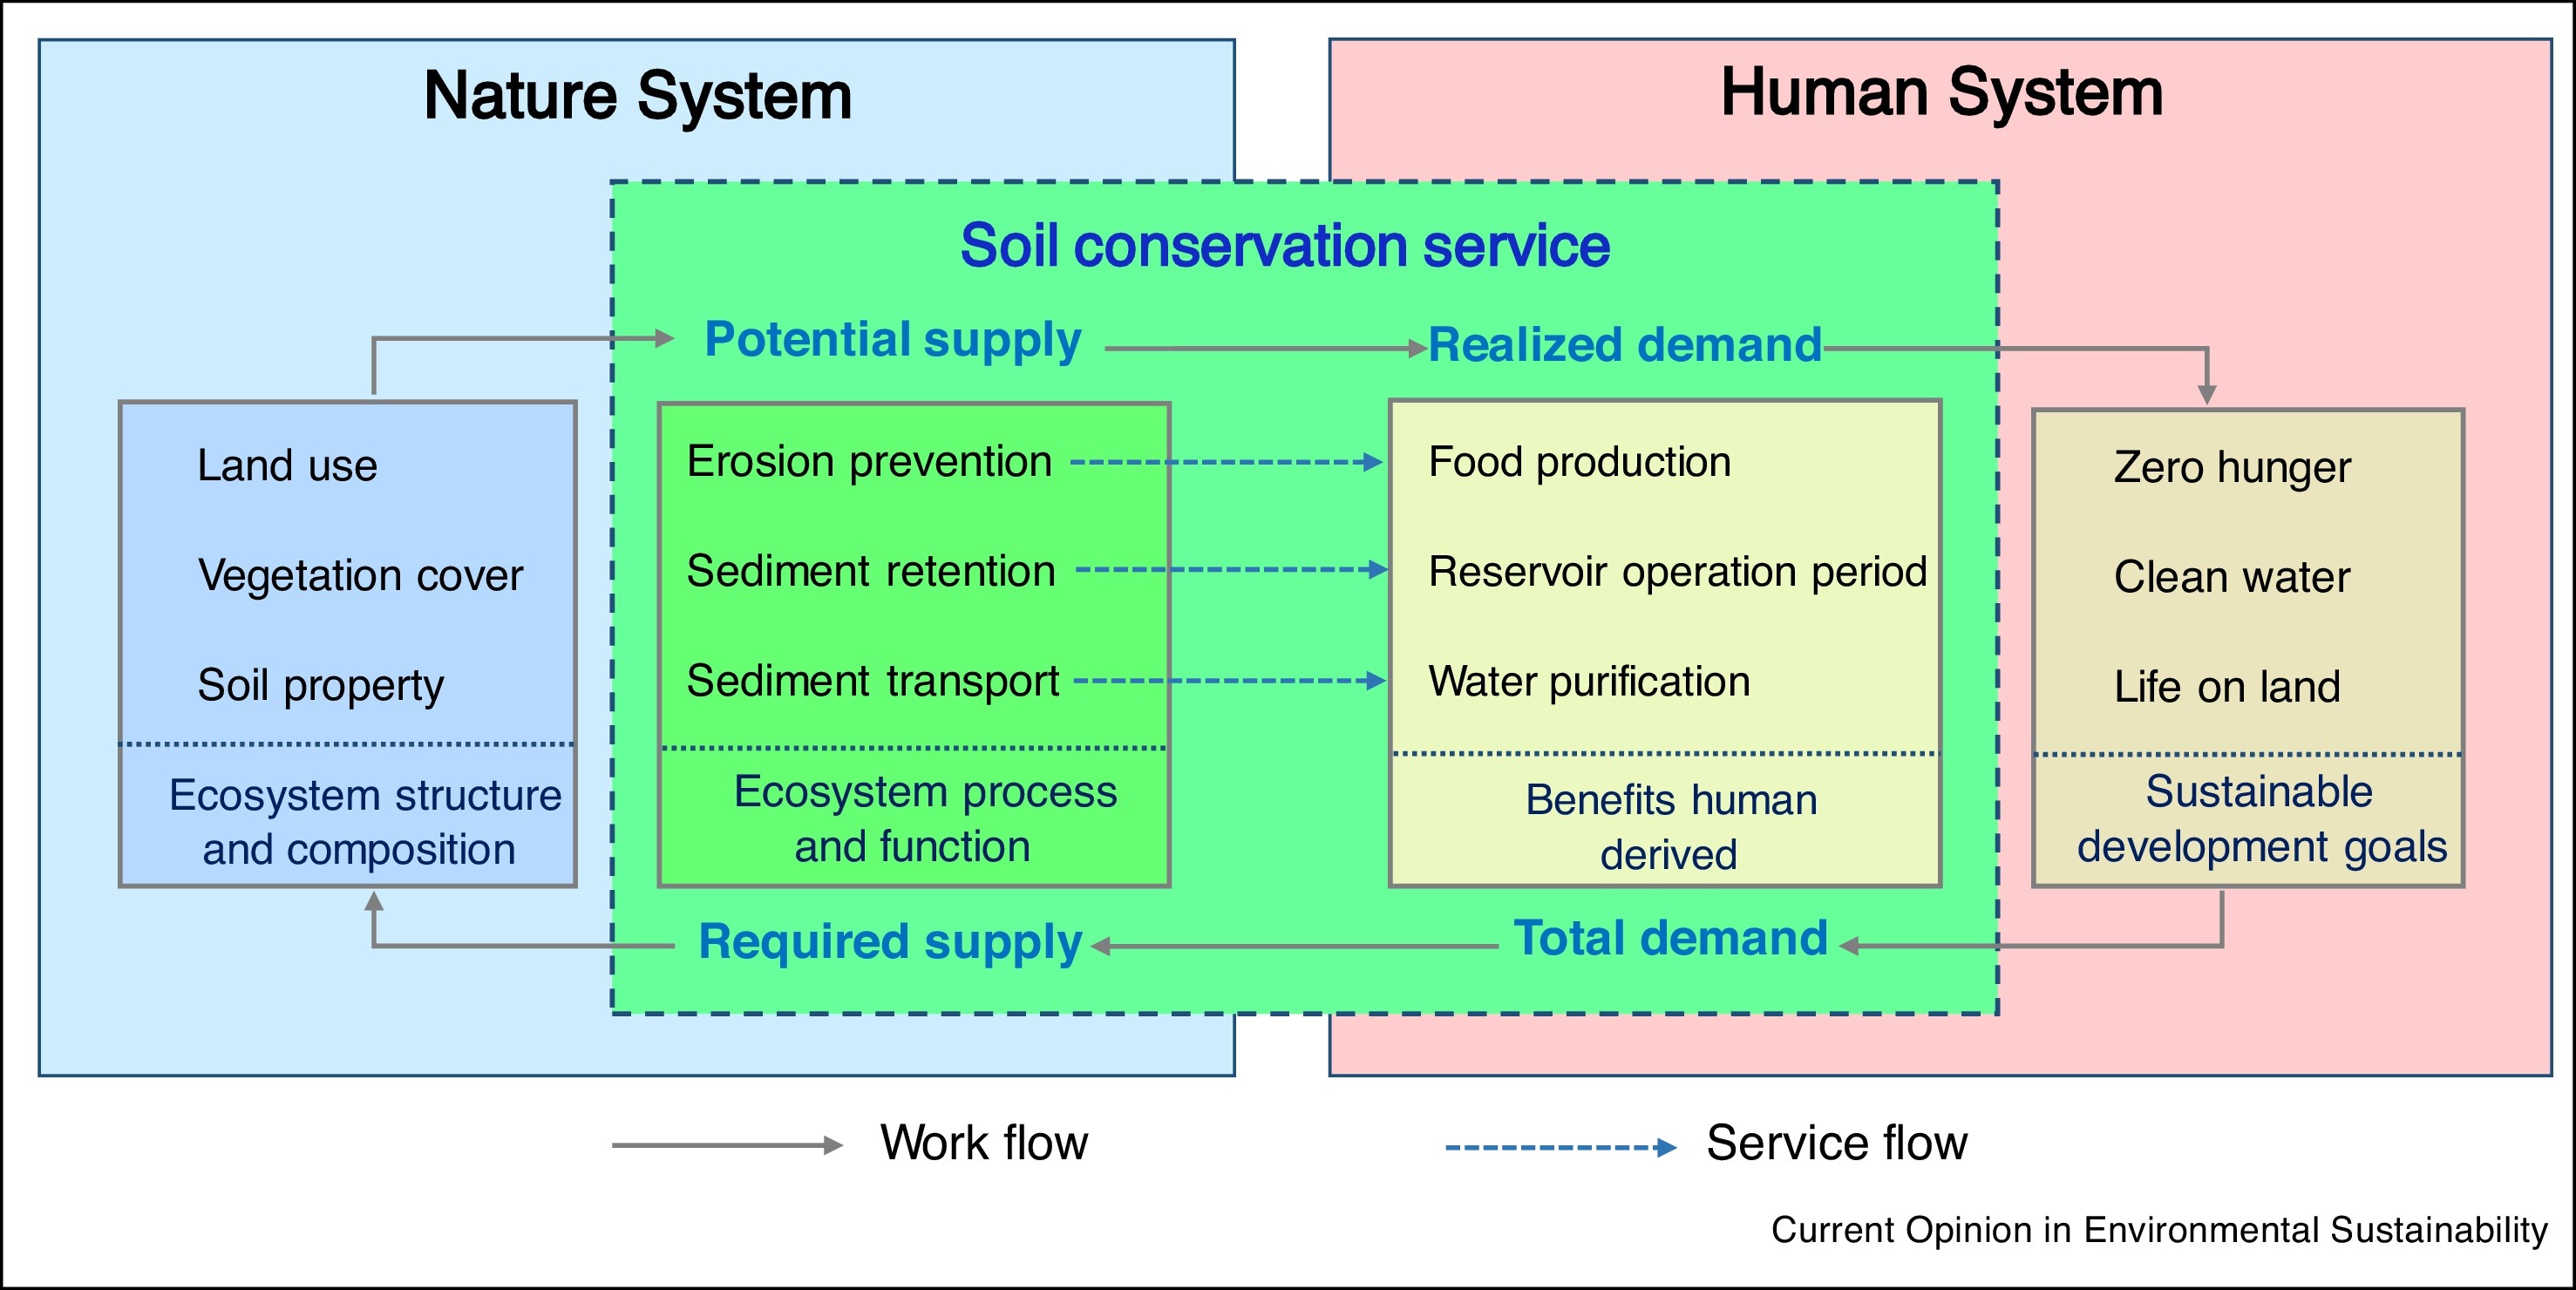 Nature System
Human System
Soil conservation service
Potential supply
Realized demand
Land use
Vegetation cover
Soil property
Ecosystem structure
and composition
Erosion prevention
Sediment retention
Sediment transport
Ecosystem process
and function
Food production
Reservoir operation period
Water purification
Benefits human
derived
Zero hunger
Clean water
Life on land
Sustainable
development goals
Required supply
Total demand
Work flow
Service flow
Current Opinion in Environmental Sustainability